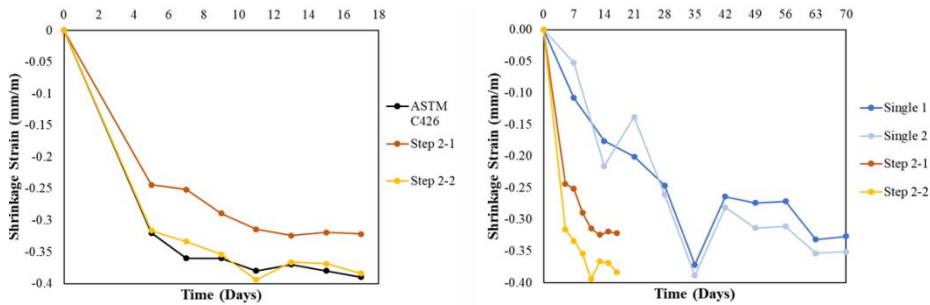 0 2 4 6 8 10 12 14 16 18
0
-0.05
-0.1
-0.15
-0.2
-0.25
-0.3
-0.35
-0.4
Shrinkage Strain (mm/m)
Time (Days)
ASTM
C426
Step 2-1
Step 2-2
0 7 14 21 28 35 42 49 56 63 70
0.00
-0.05
-0.10
-0.15
-0.20
-0.25
-0.30
-0.35
-0.40
Shrinkage Strain (mm/m)
Time (Days)
Single 1
Single 2
Step 2-1
Step 2-2